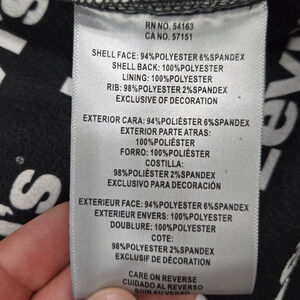 RN NO. 54163
CA NO. 57151
SHELL FACE: 94%POLYESTER 6%SPANDEX
SHELL BACK: 100%POLYESTER
LINING: 100%POLYESTER
RIB: 98%POLYESTER 2%SPANDEX
EXCLUSIVE OF DECORATION
EXTERIOR CARA: 94%POLIÉSTER 6%SPANDEX
EXTERIOR PARTE ATRAS:
100%POLIÉSTER
FORRO: 100%POLIÉSTER
COSTILLA:
98%POLIÉSTER 2%SPANDEX
EXCLUSIVO PARA DECORACIÓN
EXTERIEUR FACE: 94%POLYESTER 6%SPANDEX
EXTERIEUR ENVERS: 100%POLYESTER
DOUBLURE: 100%POLYESTER
COTE:
98%POLYESTER 2%SPANDEX
EXCLUSIF DE DÉCORATION
CARE ON REVERSE
CUIDADO AL REVERSO
SOIN AU VERSO